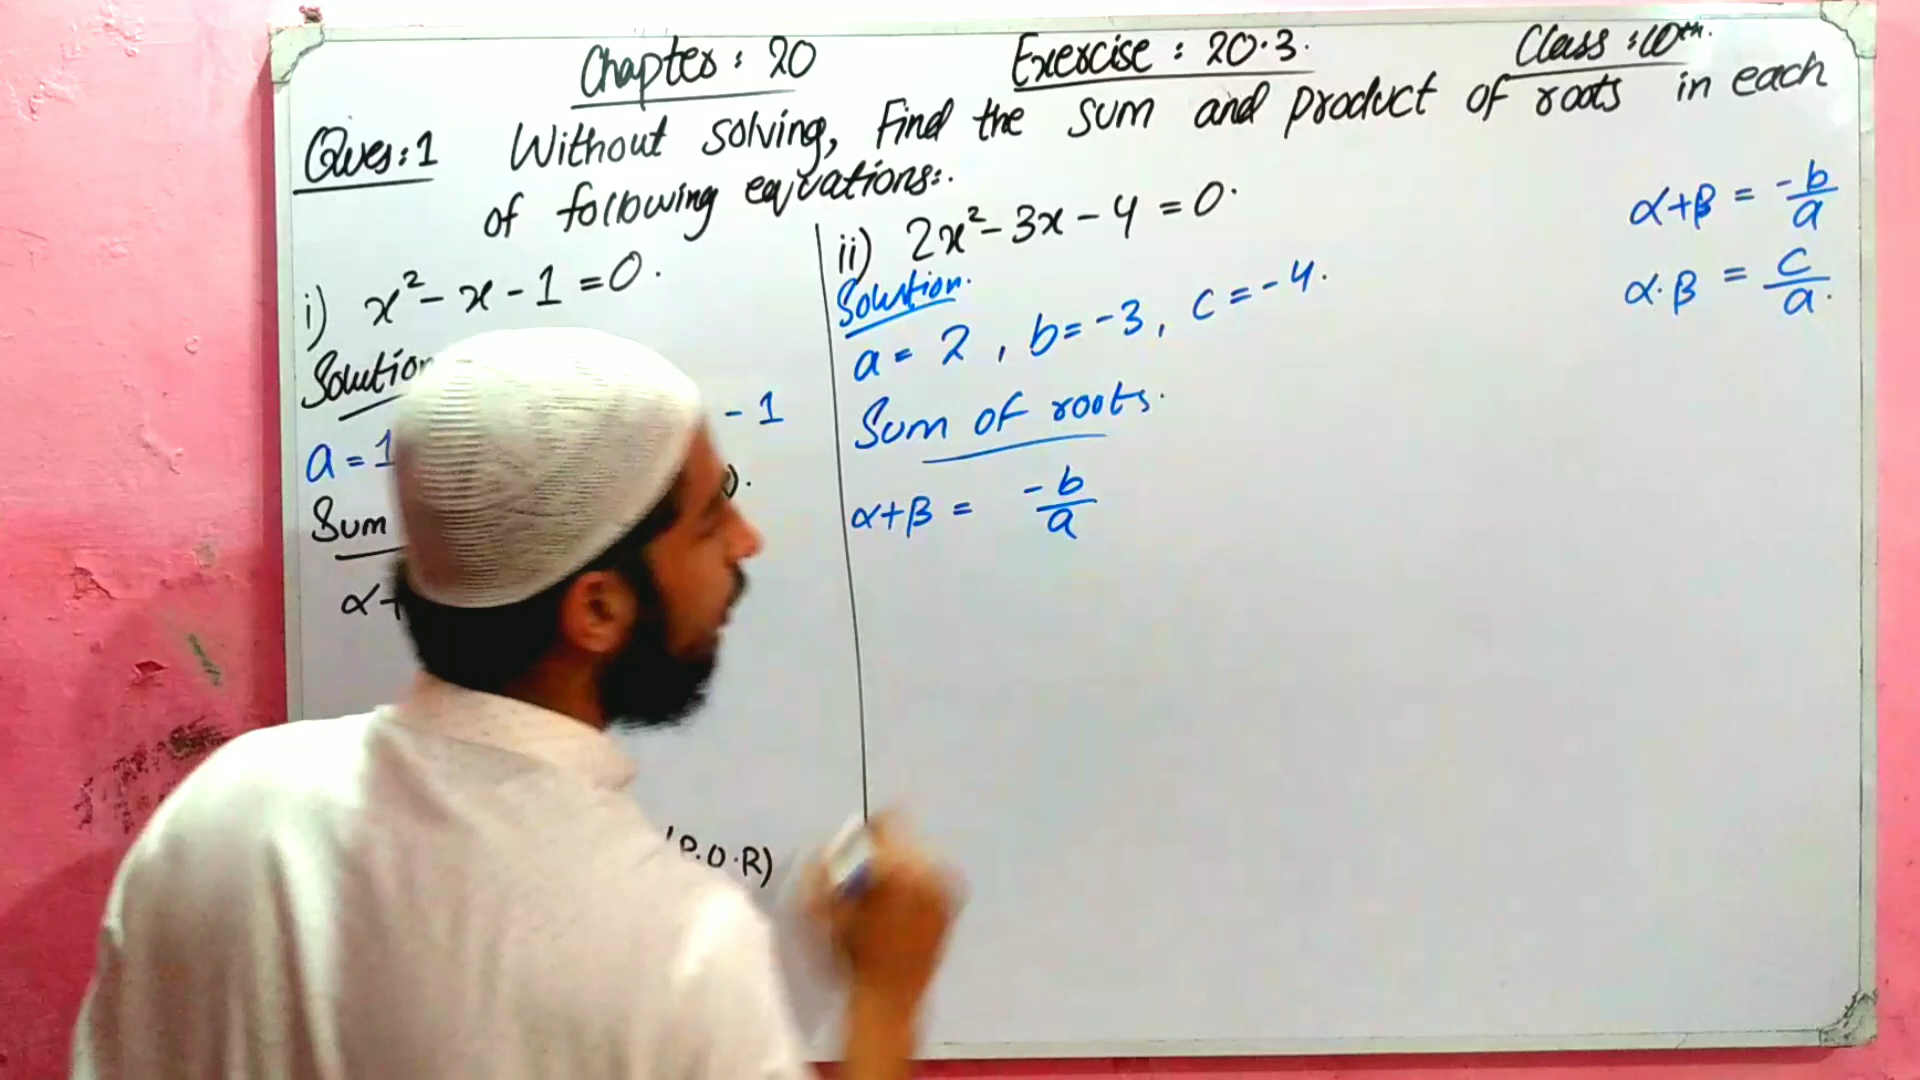 Chapter : 20 Exercise : 20.3. Class : 10th.
Ques:1 Without solving, Find the sum and product of roots in each
of following equations:.
i) x² - x - 1 = 0.
Solution
a = 1 - 1
Sum
α+
(P.O.R)
ii) 2x² - 3x - 4 = 0.
Solution.
a = 2 , b = -3 , c = -4.
Sum of roots.
α+β = -b/a
α+β = -b/a
α.β = c/a.